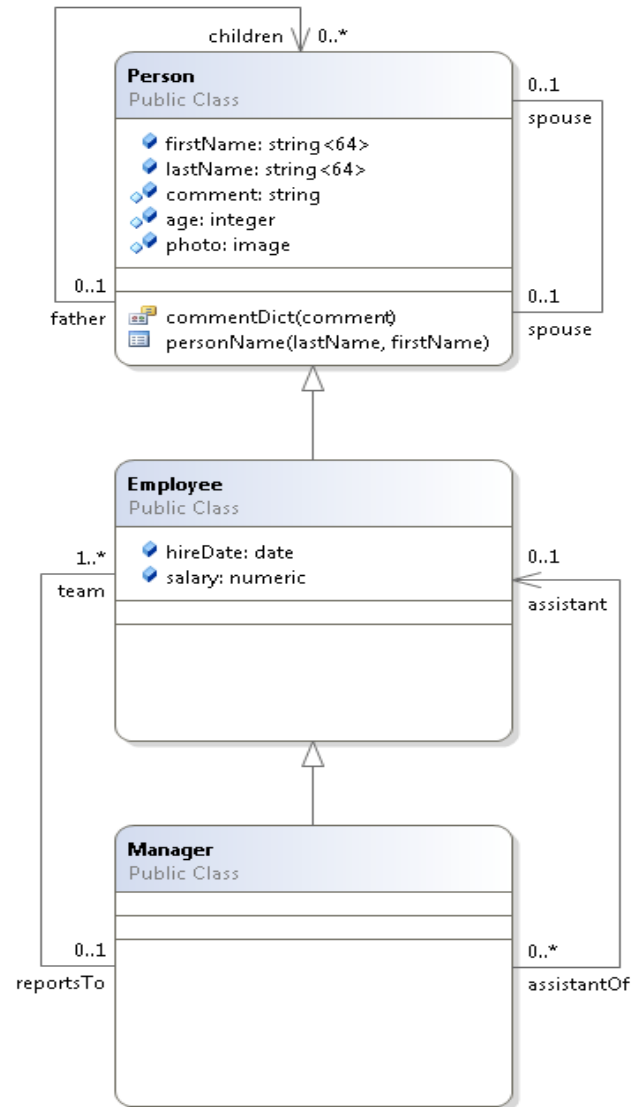 children 0..*
Person
Public Class
0..1
spouse
firstName: string<64>
lastName: string<64>
comment: string
age: integer
photo: image
0..1
father
0..1
spouse
commentDict(comment)
personName(lastName, firstName)
Employee
Public Class
1..*
team
0..1
assistant
hireDate: date
salary: numeric
Manager
Public Class
0..1
reportsTo
0..*
assistantOf